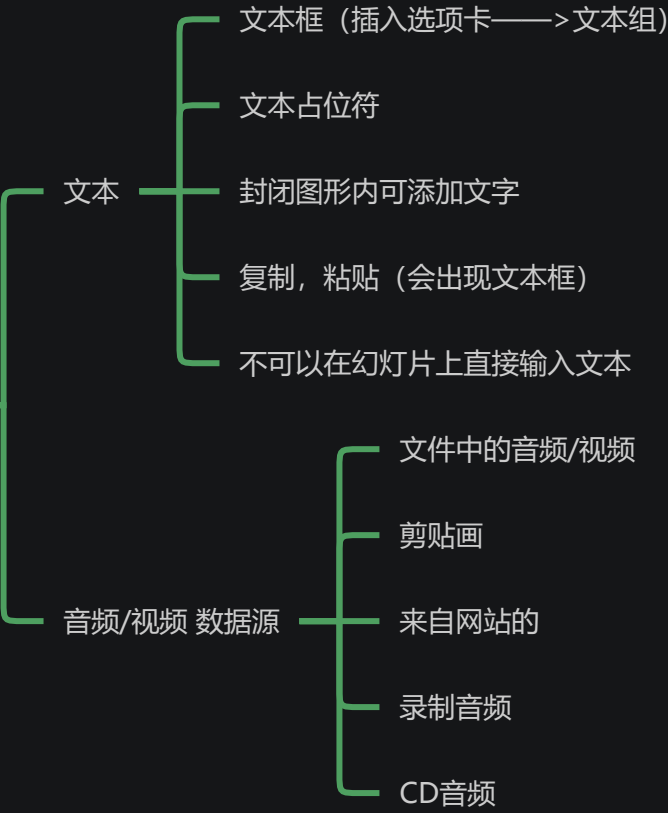 文本框（插入选项卡——>文本组）
文本占位符
文本
封闭图形内可添加文字
复制，粘贴（会出现文本框）
不可以在幻灯片上直接输入文本
文件中的音频/视频
剪贴画
音频/视频 数据源
来自网站的
录制音频
CD音频